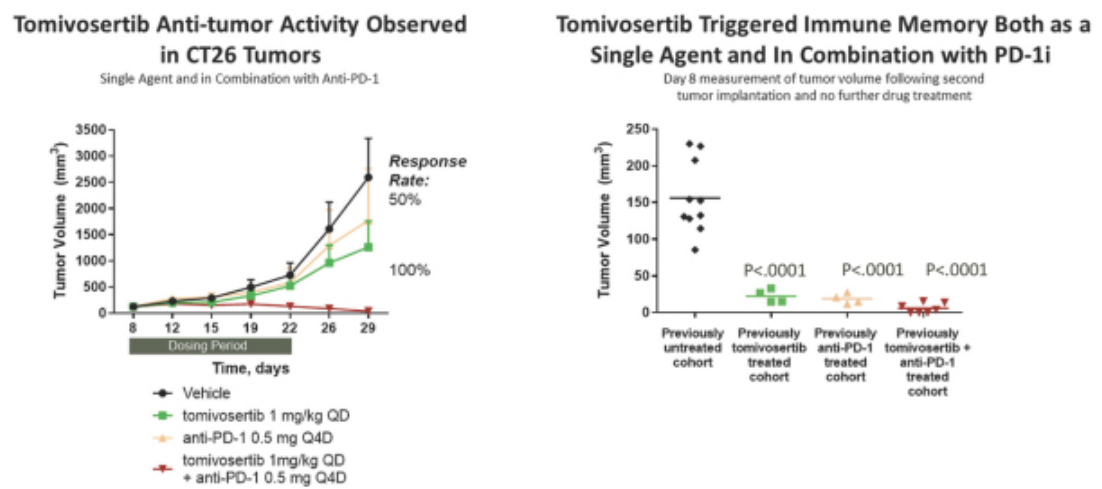 Tomivosertib Anti-tumor Activity Observed
in CT26 Tumors
Single Agent and in Combination with Anti-PD-1
Tumor Volume (mm³)
3500
3000
2500
2000
1500
1000
500
0
8 12 15 19 22 26 29
Dosing Period
Time, days
Response
Rate:
50%
100%
Vehicle
tomivosertib 1 mg/kg QD
anti-PD-1 0.5 mg Q4D
tomivosertib 1mg/kg QD
+ anti-PD-1 0.5 mg Q4D
Tomivosertib Triggered Immune Memory Both as a
Single Agent and In Combination with PD-1i
Day 8 measurement of tumor volume following second
tumor implantation and no further drug treatment
Tumor Volume (mm³)
250
200
150
100
50
0
P<.0001 P<.0001 P<.0001
Previously
untreated
cohort
Previously
tomivosertib
treated
cohort
Previously
anti-PD-1
treated
cohort
Previously
tomivosertib +
anti-PD-1
treated
cohort